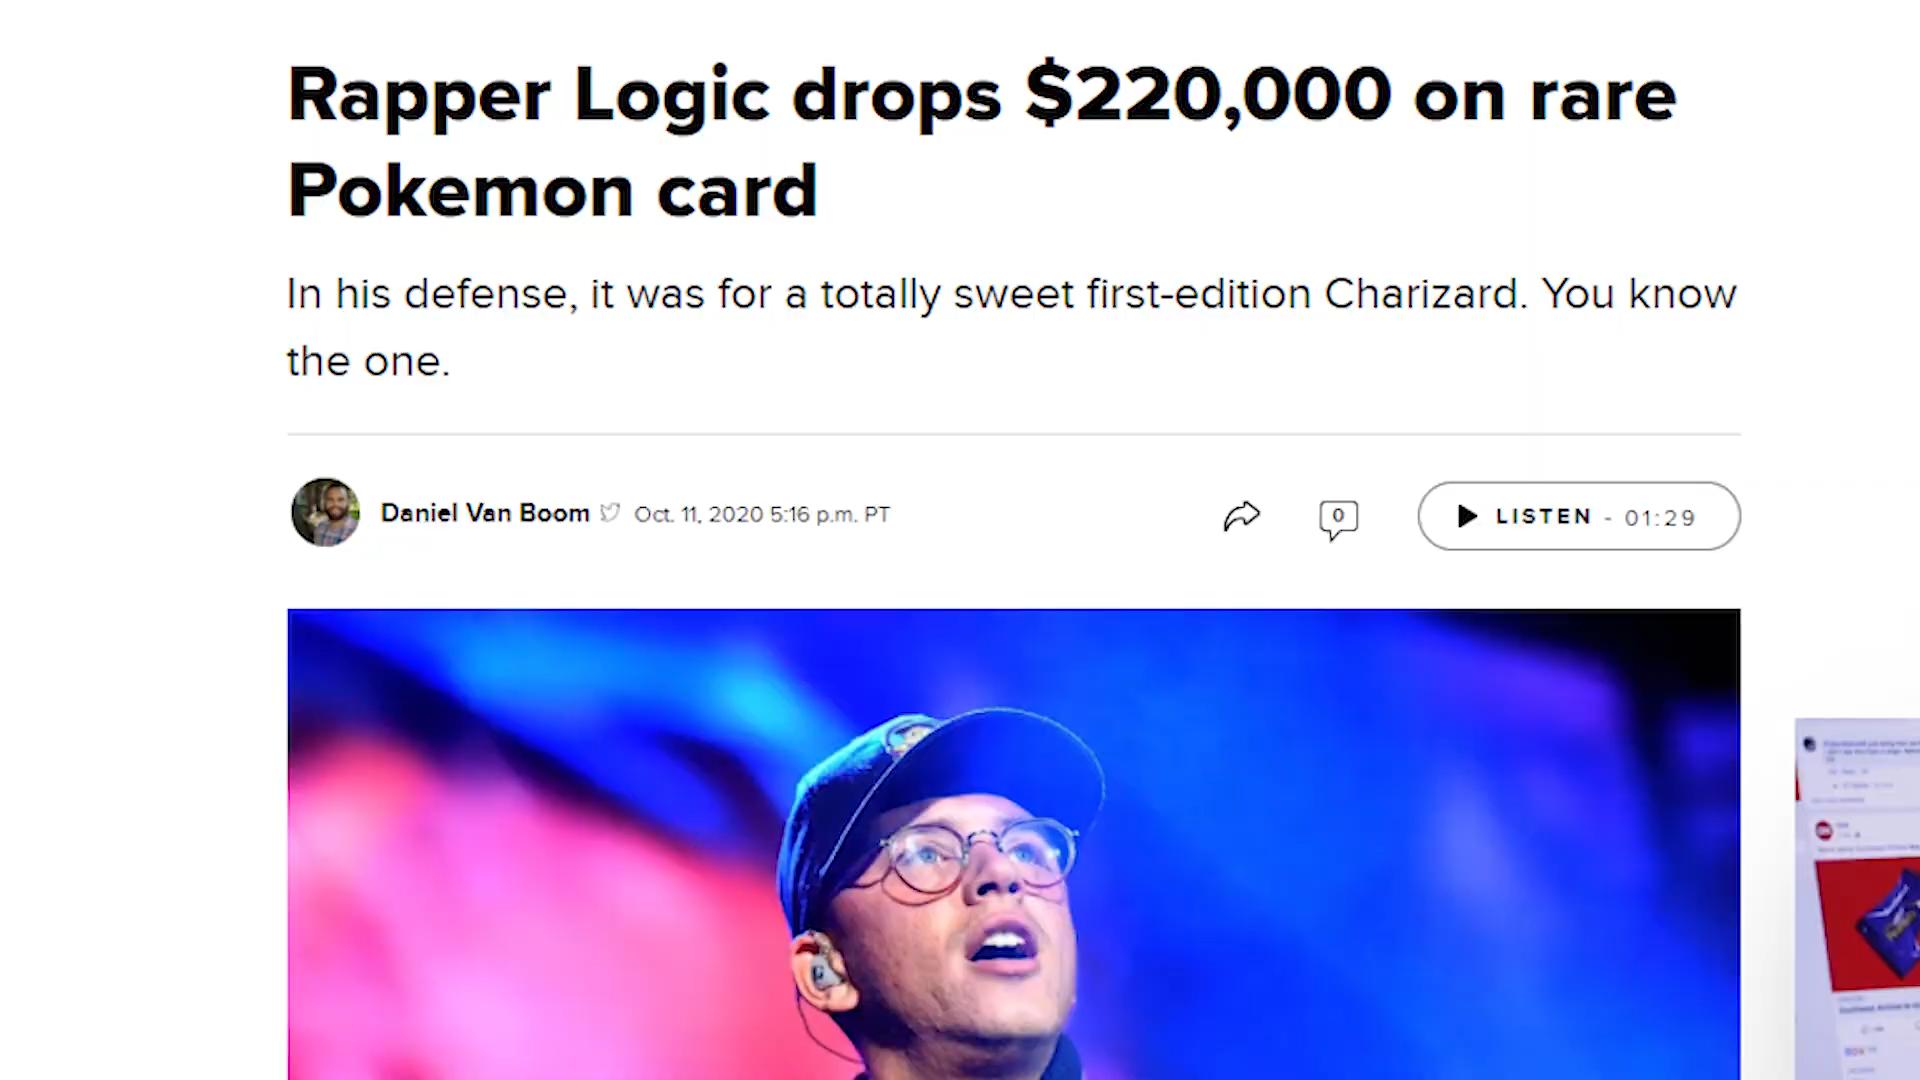 Rapper Logic drops $220,000 on rare
Pokemon card
In his defense, it was for a totally sweet first-edition Charizard. You know
the one.
Daniel Van Boom Oct. 11, 2020 5:16 p.m. PT
0
LISTEN - 01:29